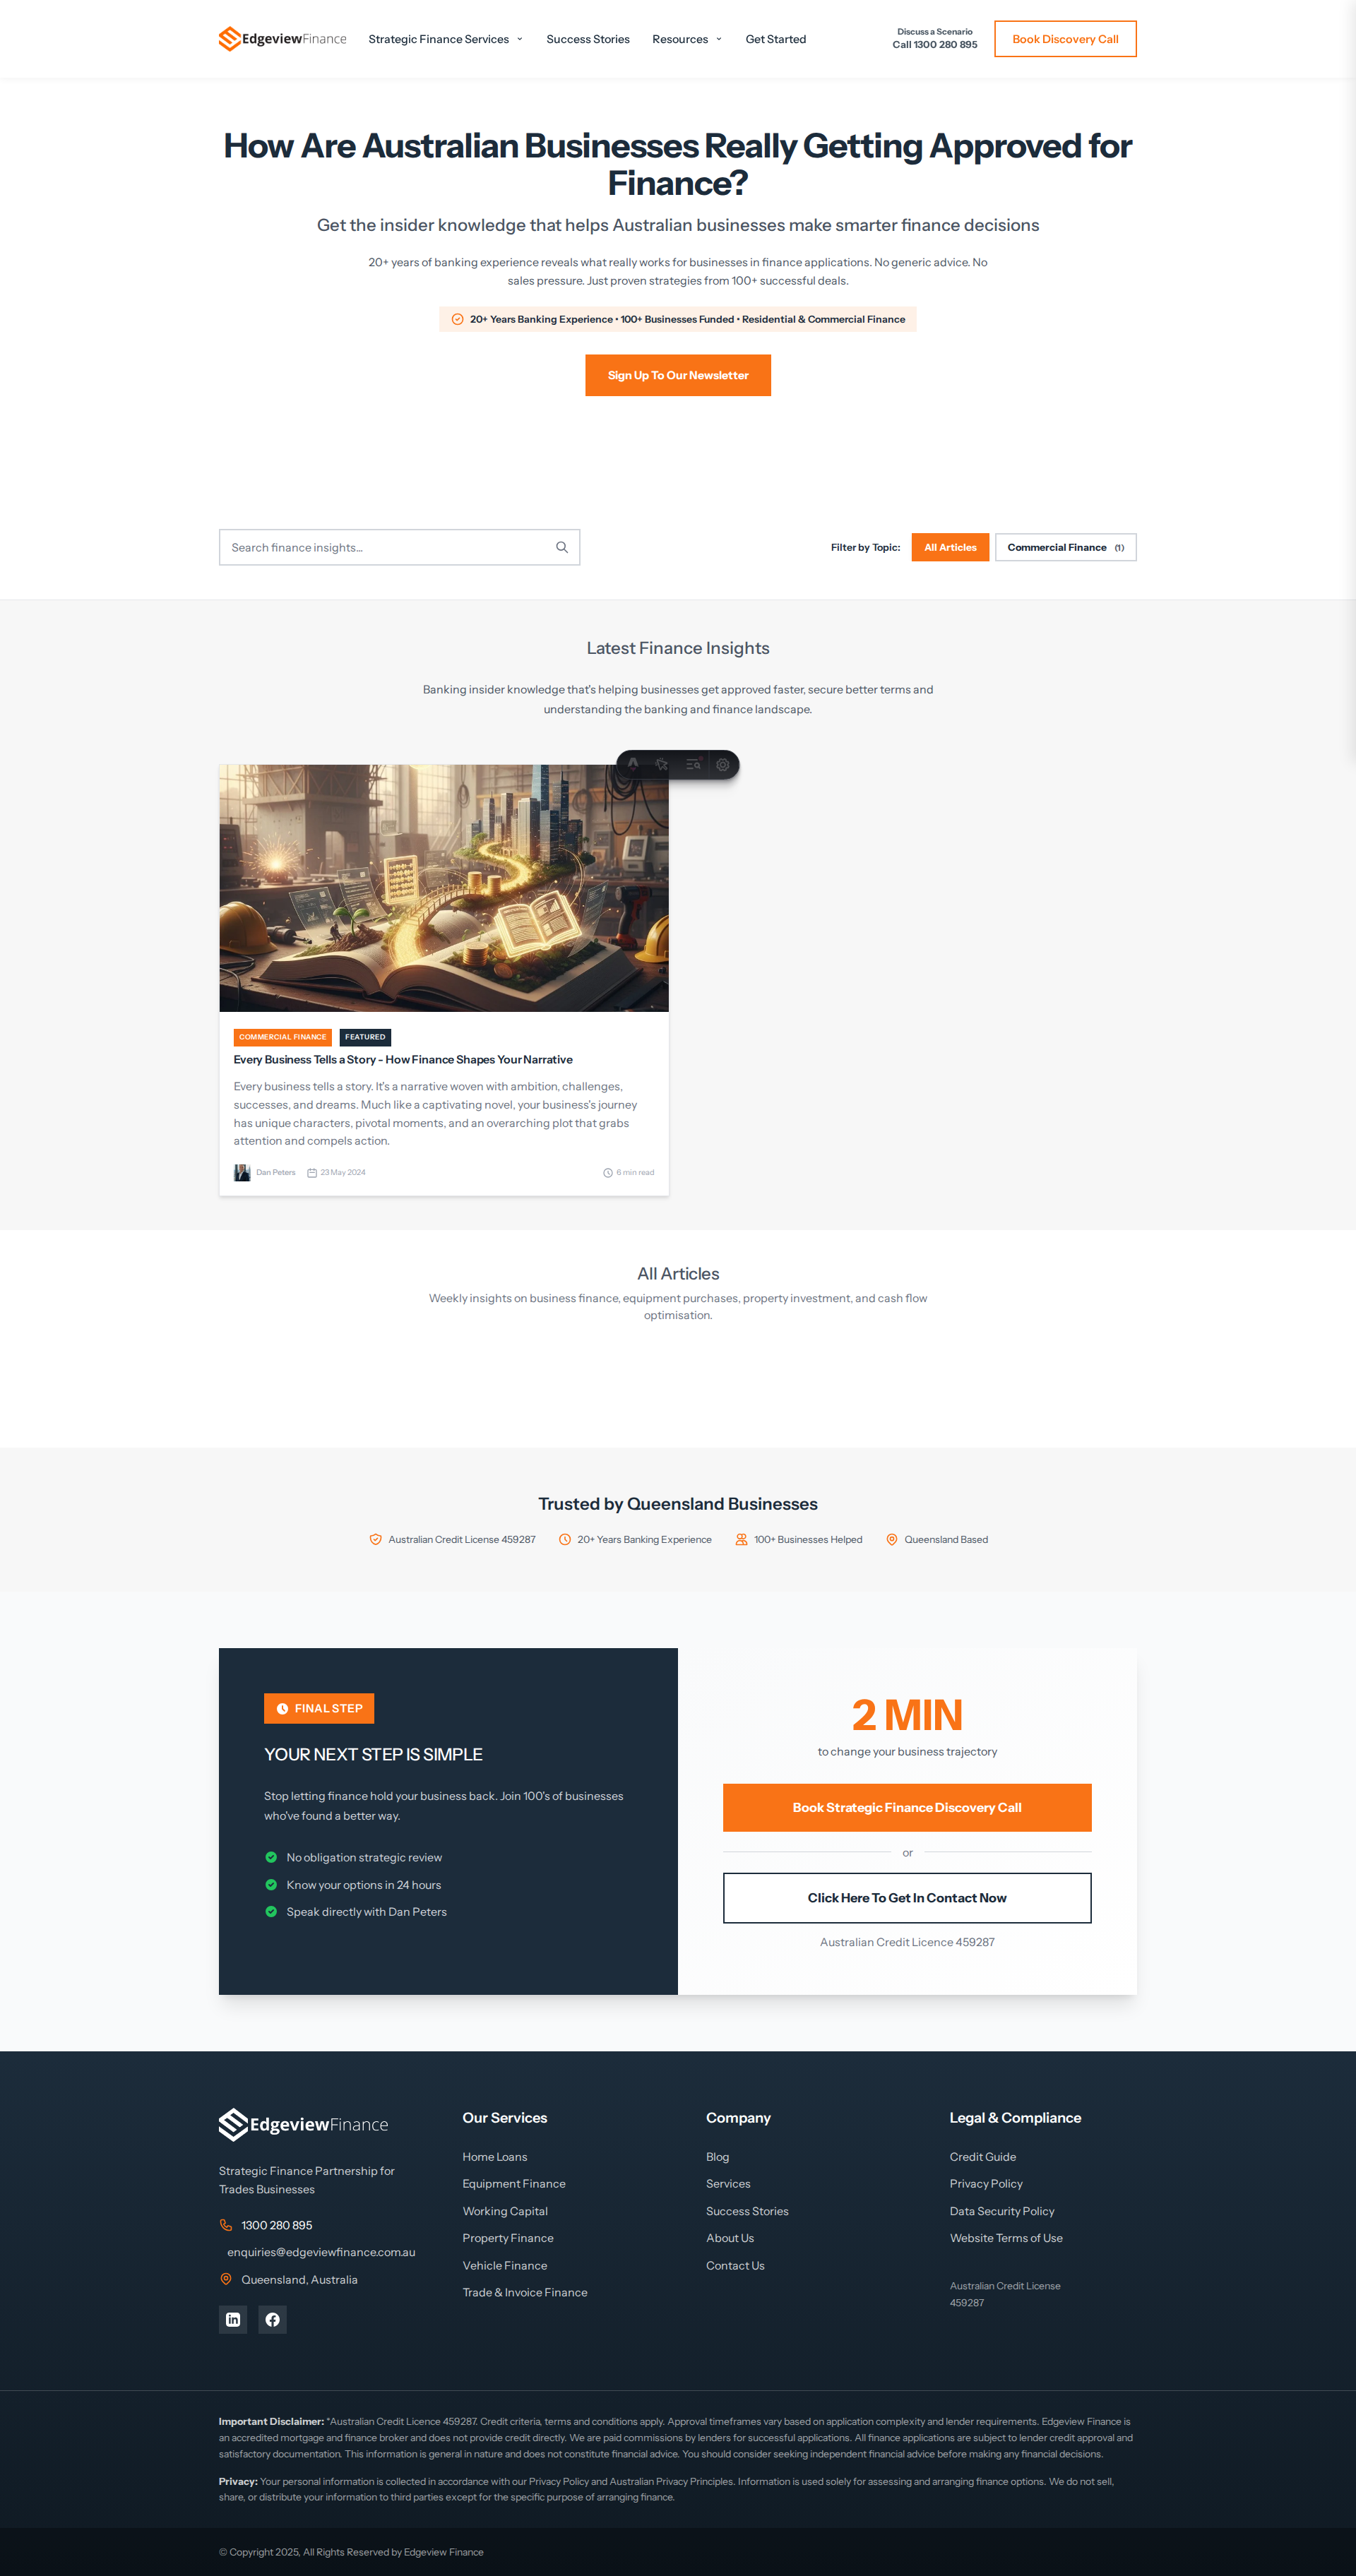 EdgeviewFinance
Strategic Finance Services
Success Stories
Resources
Get Started
Discuss a Scenario
Call 1300 280 895
Book Discovery Call
How Are Australian Businesses Really Getting Approved for
Finance?
Get the insider knowledge that helps Australian businesses make smarter finance decisions
20+ years of banking experience reveals what really works for businesses in finance applications. No generic advice. No
sales pressure. Just proven strategies from 100+ successful deals.
20+ Years Banking Experience • 100+ Businesses Funded • Residential & Commercial Finance
Sign Up To Our Newsletter
Search finance insights...
Filter by Topic:
All Articles
Commercial Finance (1)
Latest Finance Insights
Banking insider knowledge that's helping businesses get approved faster, secure better terms and
understanding the banking and finance landscape.
COMMERCIAL FINANCE
FEATURED
Every Business Tells a Story - How Finance Shapes Your Narrative
Every business tells a story. It's a narrative woven with ambition, challenges,
successes, and dreams. Much like a captivating novel, your business's journey
has unique characters, pivotal moments, and an overarching plot that grabs
attention and compels action.
Dan Peters
23 May 2024
6 min read
All Articles
Weekly insights on business finance, equipment purchases, property investment, and cash flow
optimisation.
Trusted by Queensland Businesses
Australian Credit License 459287
20+ Years Banking Experience
100+ Businesses Helped
Queensland Based
FINAL STEP
YOUR NEXT STEP IS SIMPLE
Stop letting finance hold your business back. Join 100's of businesses
who've found a better way.
No obligation strategic review
Know your options in 24 hours
Speak directly with Dan Peters
2 MIN
to change your business trajectory
Book Strategic Finance Discovery Call
or
Click Here To Get In Contact Now
Australian Credit Licence 459287
EdgeviewFinance
Strategic Finance Partnership for
Trades Businesses
1300 280 895
enquiries@edgeviewfinance.com.au
Queensland, Australia
Our Services
Home Loans
Equipment Finance
Working Capital
Property Finance
Vehicle Finance
Trade & Invoice Finance
Company
Blog
Services
Success Stories
About Us
Contact Us
Legal & Compliance
Credit Guide
Privacy Policy
Data Security Policy
Website Terms of Use
Australian Credit License
459287
Important Disclaimer: *Australian Credit Licence 459287. Credit criteria, terms and conditions apply. Approval timeframes vary based on application complexity and lender requirements. Edgeview Finance is
an accredited mortgage and finance broker and does not provide credit directly. We are paid commissions by lenders for successful applications. All finance applications are subject to lender credit approval and
satisfactory documentation. This information is general in nature and does not constitute financial advice. You should consider seeking independent financial advice before making any financial decisions.
Privacy: Your personal information is collected in accordance with our Privacy Policy and Australian Privacy Principles. Information is used solely for assessing and arranging finance options. We do not sell,
share, or distribute your information to third parties except for the specific purpose of arranging finance.
© Copyright 2025, All Rights Reserved by Edgeview Finance